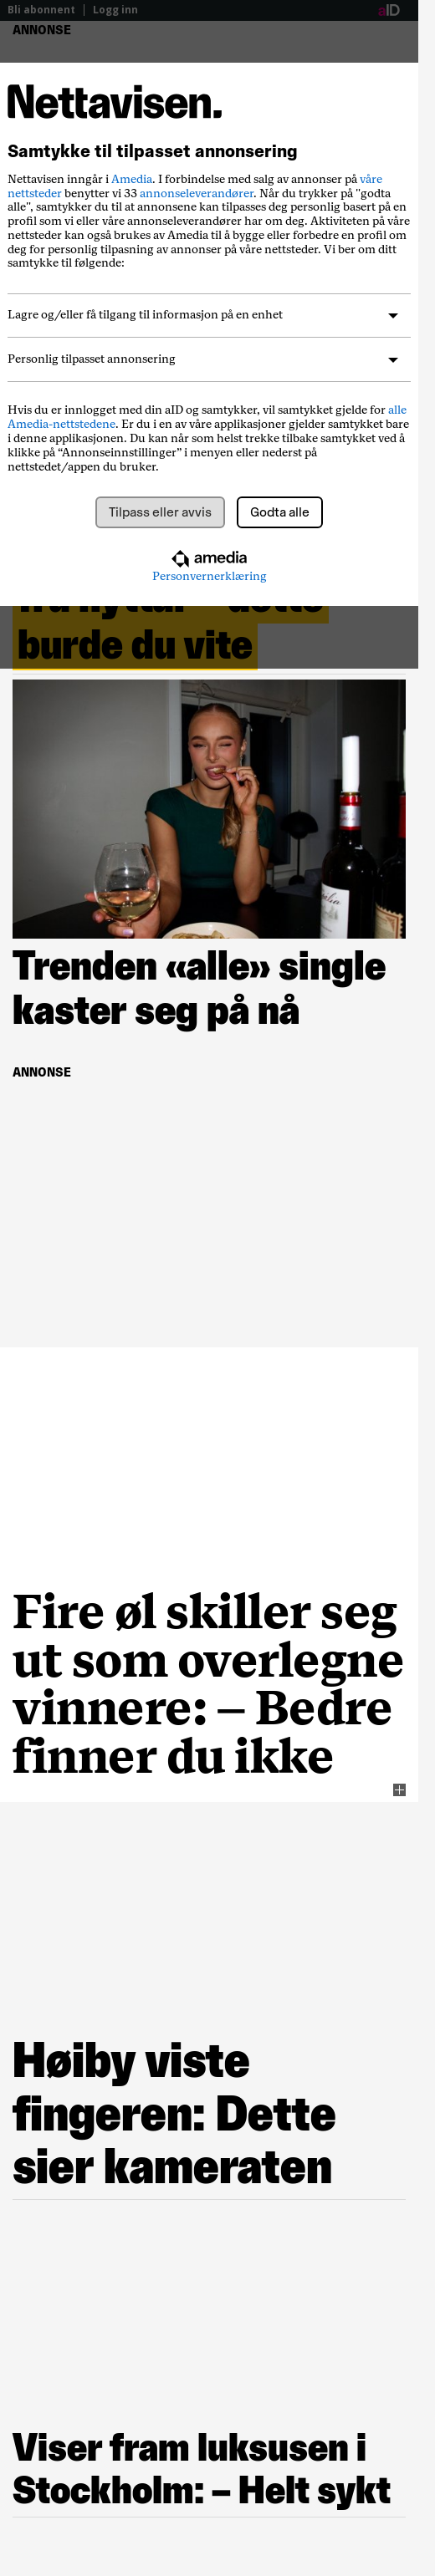 Bli abonnent | Logg inn
aID
ANNONSE
Nettavisen.
Samtykke til tilpasset annonsering
Nettavisen inngår i Amedia. I forbindelse med salg av annonser på våre
nettsteder benytter vi 33 annonseleverandører. Når du trykker på "godta
alle", samtykker du til at annonsene kan tilpasses deg personlig basert på en
profil som vi eller våre annonseleverandører har om deg. Aktiviteten på våre
nettsteder kan også brukes av Amedia til å bygge eller forbedre en profil om
deg for personlig tilpasning av annonser på våre nettsteder. Vi ber om ditt
samtykke til følgende:
Lagre og/eller få tilgang til informasjon på en enhet
Personlig tilpasset annonsering
Hvis du er innlogget med din aID og samtykker, vil samtykket gjelde for alle
Amedia-nettstedene. Er du i en av våre applikasjoner gjelder samtykket bare
i denne applikasjonen. Du kan når som helst trekke tilbake samtykket ved å
klikke på “Annonseinnstillinger” i menyen eller nederst på
nettstedet/appen du bruker.
Tilpass eller avvis
Godta alle
amedia
Personvernerklæring
burde du vite
Trenden «alle» single
kaster seg på nå
ANNONSE
Fire øl skiller seg
ut som overlegne
vinnere: – Bedre
finner du ikke
Høiby viste
fingeren: Dette
sier kameraten
Viser fram luksusen i
Stockholm: – Helt sykt